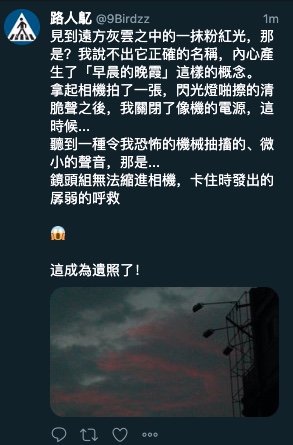 路人㐌 @9Birdzz 1m
見到遠方灰雲之中的一抹粉紅光，那
是？我說不出它正確的名稱，內心產
生了「早晨的晚霞」這樣的概念。
拿起相機拍了一張，閃光燈啪擦的清
脆聲之後，我關閉了像機的電源，這
時候...
聽到一種令我恐怖的機械抽搐的、微
小的聲音，那是...
鏡頭組無法縮進相機，卡住時發出的
孱弱的呼救
😱
這成為遺照了！